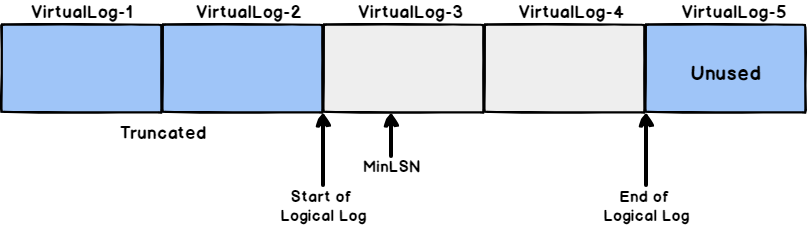 VirtualLog-1
VirtualLog-2
VirtualLog-3
VirtualLog-4
VirtualLog-5
Unused
Truncated
MinLSN
Start of
Logical Log
End of
Logical Log